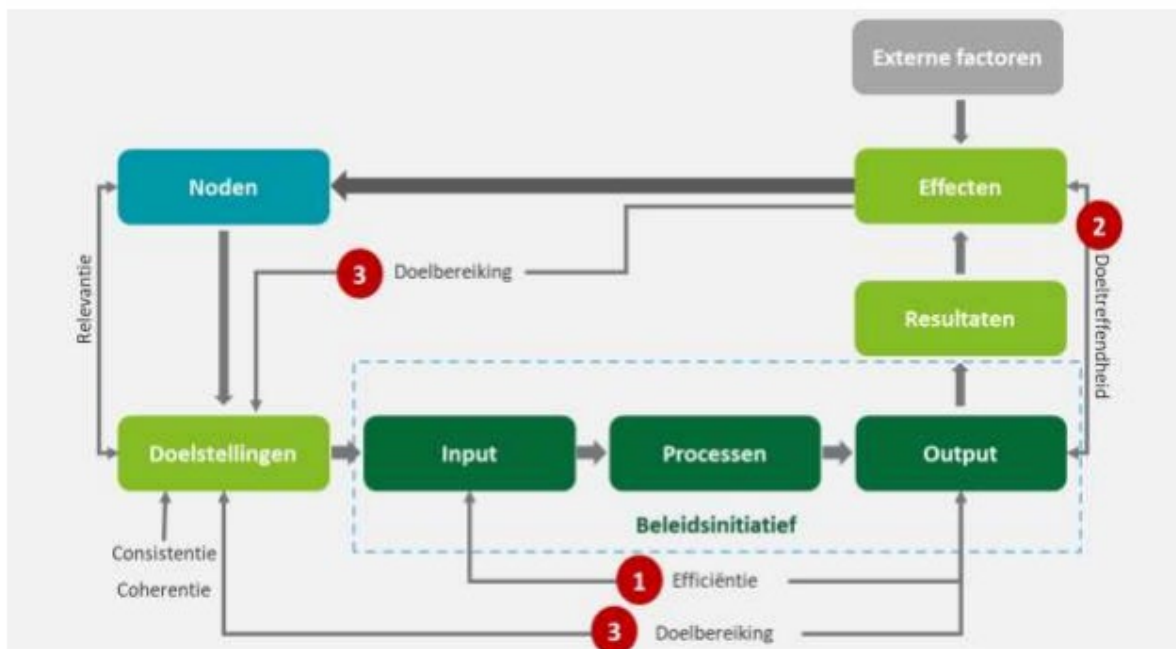 Externe factoren
Noden
Effecten
2
3 Doelbereiking
Relevantie
Doeltreffendheid
Resultaten
Doelstellingen
Input
Processen
Output
Beleidsinitiatief
Consistentie
Coherentie
1 Efficiëntie
3 Doelbereiking